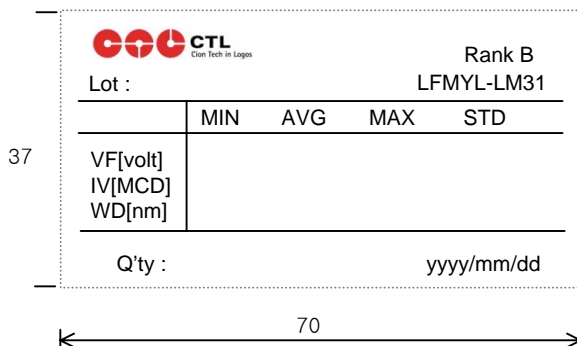 CTL
Cion Tech in Logos
Rank B
Lot :
LFMYL-LM31
MIN AVG MAX STD
37
VF[volt]
IV[MCD]
WD[nm]
Q'ty :
yyyy/mm/dd
70